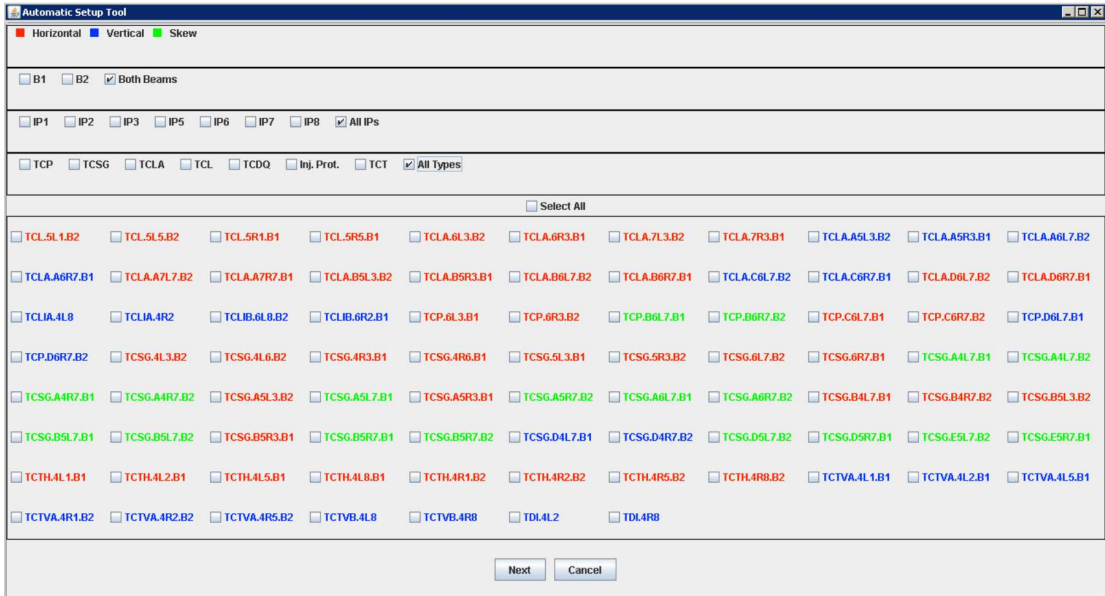 Automatic Setup Tool
Horizontal Vertical Skew
B1 B2 Both Beams
IP1 IP2 IP3 IP5 IP6 IP7 IP8 All IPs
TCP TCSG TCLA TCL TCDQ Inj. Prot. TCT All Types
Select All
TCL.5L1.B2 TCL.5L5.B2 TCL.5R1.B1 TCL.5R5.B1 TCLA.6L3.B2 TCLA.6R3.B1 TCLA.7L3.B2 TCLA.7R3.B1 TCLA.A5L3.B2 TCLA.A5R3.B1 TCLA.A6L7.B2
TCLA.A6R7.B1 TCLA.A7L7.B2 TCLA.A7R7.B1 TCLA.B5L3.B2 TCLA.B5R3.B1 TCLA.B6L7.B2 TCLA.B6R7.B1 TCLA.C6L7.B2 TCLA.C6R7.B1 TCLA.D6L7.B2 TCLA.D6R7.B1
TCLIA.4L8 TCLIA.4R2 TCLIB.6L8.B2 TCLIB.6R2.B1 TCP.6L3.B1 TCP.6R3.B2 TCP.B6L7.B1 TCP.B6R7.B2 TCP.C6L7.B1 TCP.C6R7.B2 TCP.D6L7.B1
TCP.D6R7.B2 TCSG.4L3.B2 TCSG.4L6.B2 TCSG.4R3.B1 TCSG.4R6.B1 TCSG.5L3.B1 TCSG.5R3.B2 TCSG.6L7.B2 TCSG.6R7.B1 TCSG.A4L7.B1 TCSG.A4L7.B2
TCSG.A4R7.B1 TCSG.A4R7.B2 TCSG.A5L3.B2 TCSG.A5L7.B1 TCSG.A5R3.B1 TCSG.A5R7.B2 TCSG.A6L7.B1 TCSG.A6R7.B2 TCSG.B4L7.B1 TCSG.B4R7.B2 TCSG.B5L3.B2
TCSG.B5L7.B1 TCSG.B5L7.B2 TCSG.B5R3.B1 TCSG.B5R7.B1 TCSG.B5R7.B2 TCSG.D4L7.B1 TCSG.D4R7.B2 TCSG.D5L7.B2 TCSG.D5R7.B1 TCSG.E5L7.B2 TCSG.E5R7.B1
TCTH.4L1.B1 TCTH.4L2.B1 TCTH.4L5.B1 TCTH.4L8.B1 TCTH.4R1.B2 TCTH.4R2.B2 TCTH.4R5.B2 TCTH.4R8.B2 TCTVA.4L1.B1 TCTVA.4L2.B1 TCTVA.4L5.B1
TCTVA.4R1.B2 TCTVA.4R2.B2 TCTVA.4R5.B2 TCTVB.4L8 TCTVB.4R8 TDI.4L2 TDI.4R8
Next Cancel